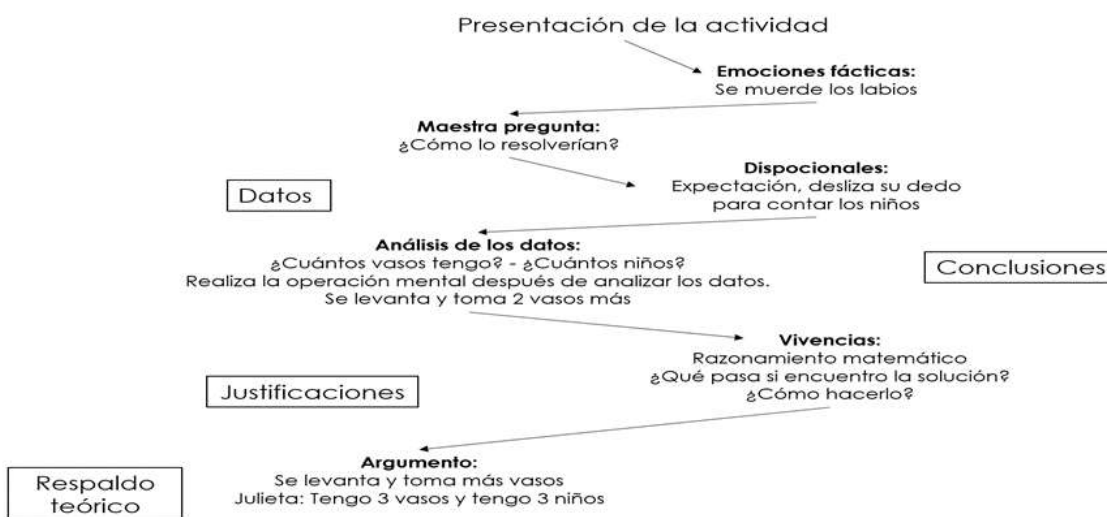 Presentación de la actividad
Emociones fácticas:
Se muerde los labios
Maestra pregunta:
¿Cómo lo resolverían?
Dispocionales:
Expectación, desliza su dedo
para contar los niños
Datos
Análisis de los datos:
¿Cuántos vasos tengo? - ¿Cuántos niños?
Realiza la operación mental después de analizar los datos.
Se levanta y toma 2 vasos más
Conclusiones
Vivencias:
Razonamiento matemático
¿Qué pasa si encuentro la solución?
¿Cómo hacerlo?
Justificaciones
Argumento:
Se levanta y toma más vasos
Julieta: Tengo 3 vasos y tengo 3 niños
Respaldo
teórico